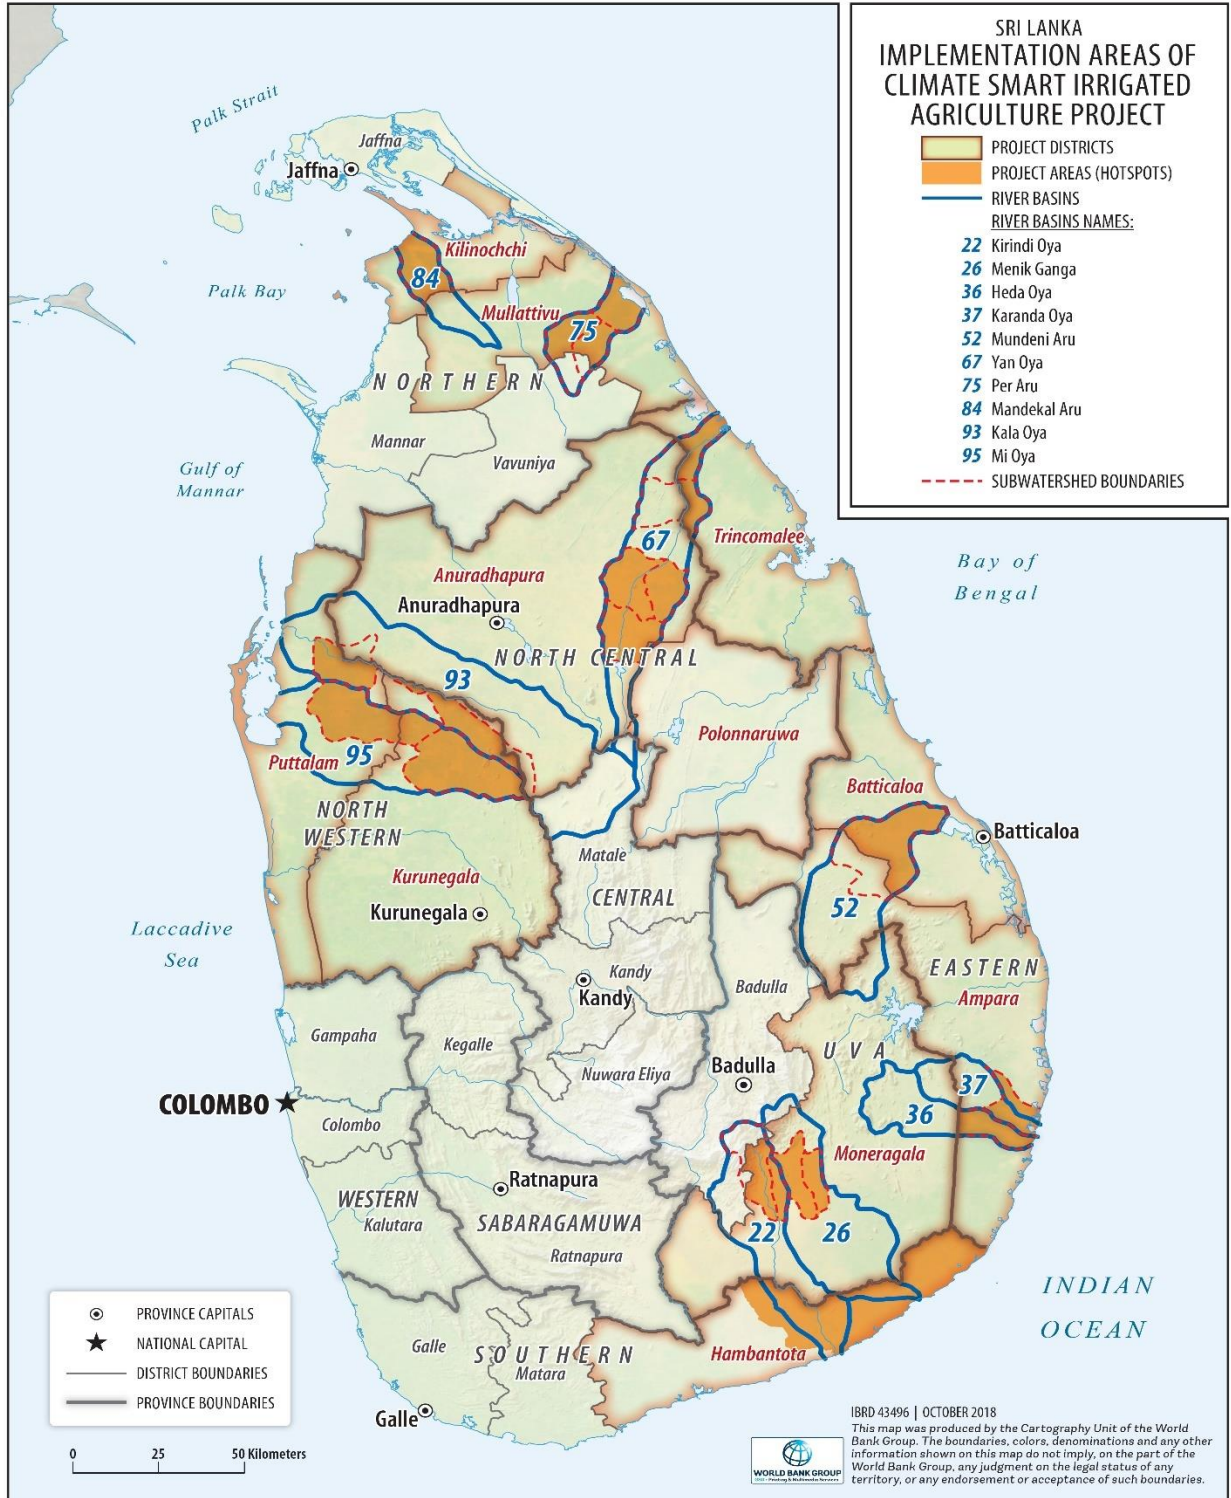 SRI LANKA
IMPLEMENTATION AREAS OF
CLIMATE SMART IRRIGATED
AGRICULTURE PROJECT
PROJECT DISTRICTS
PROJECT AREAS (HOTSPOTS)
RIVER BASINS
RIVER BASINS NAMES:
22 Kirindi Oya
26 Menik Ganga
36 Heda Oya
37 Karanda Oya
52 Mundeni Aru
67 Yan Oya
75 Per Aru
84 Mandekal Aru
93 Kala Oya
95 Mi Oya
SUBWATERSHED BOUNDARIES
Palk Strait
Jaffna
Jaffna
Kilinochchi
84
Palk Bay
Mullattivu
75
NORTHERN
Mannar
Vavuniya
Gulf of
Mannar
67
Trincomalee
Bay of
Bengal
Anuradhapura
Anuradhapura
NORTH CENTRAL
93
Polonnaruwa
95
Puttalam
Batticaloa
NORTH
WESTERN
Batticaloa
Matale
Kurunegala
CENTRAL
Kurunegala
52
Laccadive
Sea
EASTERN
Kandy
Kandy
Badulla
Ampara
Gampaha
Kegalle
UVA
Nuwara Eliya
Badulla
37
36
COLOMBO
Colombo
Moneragala
Ratnapura
WESTERN
Kalutara
SABARAGAMUWA
22
26
Ratnapura
INDIAN
OCEAN
Galle
SOUTHERN
Matara
Hambantota
Galle
PROVINCE CAPITALS
NATIONAL CAPITAL
DISTRICT BOUNDARIES
PROVINCE BOUNDARIES
0 25 50 Kilometers
IBRD 43496 | OCTOBER 2018
This map was produced by the Cartography Unit of the World
Bank Group. The boundaries, colors, denominations and any other
information shown on this map do not imply, on the part of the
World Bank Group, any judgment on the legal status of any
territory, or any endorsement or acceptance of such boundaries.
WORLD BANK GROUP